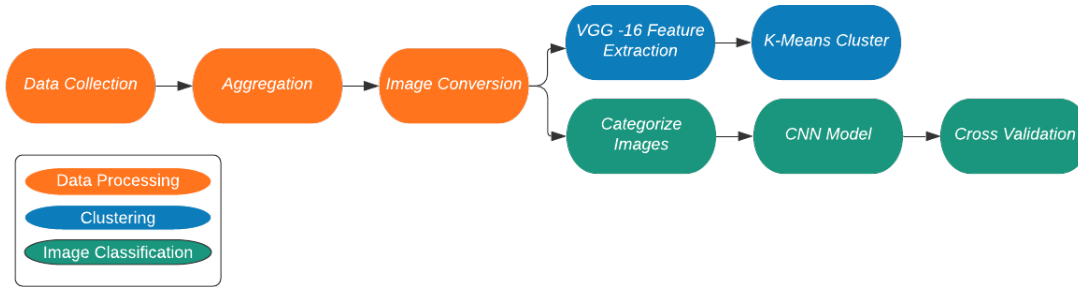 Data Collection
Aggregation
Image Conversion
VGG -16 Feature
Extraction
K-Means Cluster
Categorize
Images
CNN Model
Cross Validation
Data Processing
Clustering
Image Classification